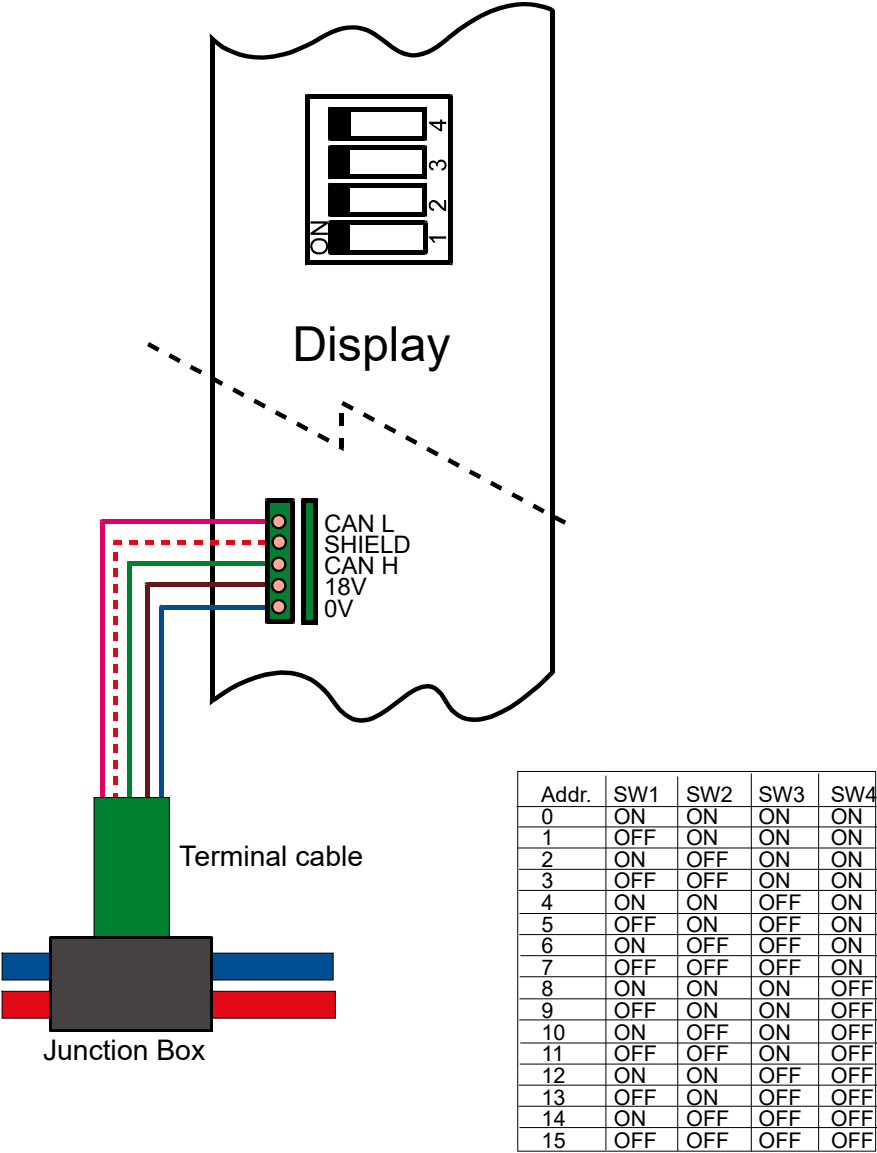 4
3
2
1
ON
Display
CAN L
SHIELD
CAN H
18V
0V
Terminal cable
Junction Box
Addr. SW1 SW2 SW3 SW4
0 ON ON ON ON
1 OFF ON ON ON
2 ON OFF ON ON
3 OFF OFF ON ON
4 ON ON OFF ON
5 OFF ON OFF ON
6 ON OFF OFF ON
7 OFF OFF OFF ON
8 ON ON ON OFF
9 OFF ON ON OFF
10 ON OFF ON OFF
11 OFF OFF ON OFF
12 ON ON OFF OFF
13 OFF ON OFF OFF
14 ON OFF OFF OFF
15 OFF OFF OFF OFF